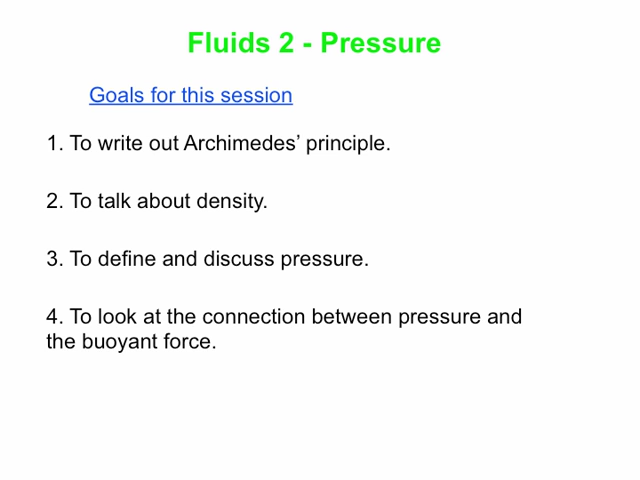 Fluids 2 - Pressure
Goals for this session
1. To write out Archimedes’ principle.
2. To talk about density.
3. To define and discuss pressure.
4. To look at the connection between pressure and
the buoyant force.